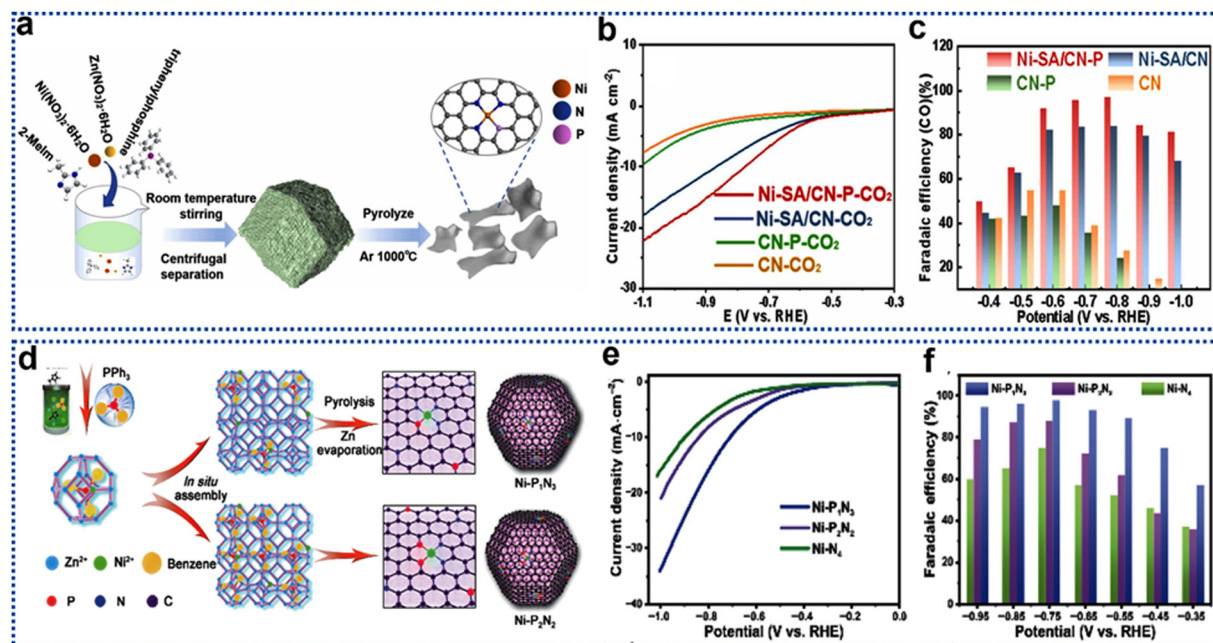 a
2-MeIm
Ni(NO₃)₂·6H₂O
Zn(NO₃)₂·6H₂O
triphenylphosphine
Room temperature
stirring
Centrifugal
separation
Pyrolyze
Ar 1000℃
Ni
N
P
b
Current density (mA cm⁻²)
10
0
-10
-20
-30
Ni-SA/CN-P-CO₂
Ni-SA/CN-CO₂
CN-P-CO₂
CN-CO₂
-1.1 -0.9 -0.7 -0.5 -0.3
E (V vs. RHE)
c
Faradaic efficiency (CO)(%)
120
100
80
60
40
20
Ni-SA/CN-P Ni-SA/CN
CN-P CN
-0.4 -0.5 -0.6 -0.7 -0.8 -0.9 -1.0
Potential (V vs. RHE)
d
PPh₃
In situ
assembly
Pyrolysis
Zn
evaporation
Ni-P₁N₃
Ni-P₂N₂
Zn²⁺ Ni²⁺ Benzene
P N C
e
Current density (mA·cm⁻²)
0
−10
−20
−30
−40
Ni-P₁N₃
Ni-P₂N₂
Ni-N₄
−1.0 −0.8 −0.6 −0.4 −0.2 0.0
Potential (V vs. RHE)
f
Faradaic efficiency (%)
100
80
60
40
20
0
Ni-P₁N₃ Ni-P₂N₂ Ni-N₄
−0.95 −0.85 −0.75 −0.65 −0.55 −0.45 −0.35
Potential (V vs. RHE)